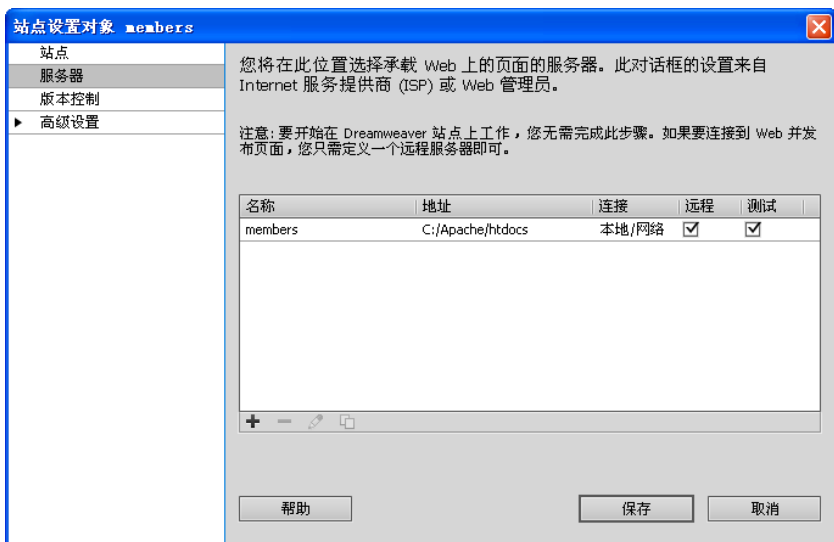 站点设置对象 members
站点
服务器
版本控制
高级设置
您将在此位置选择承载 Web 上的页面的服务器。此对话框的设置来自
Internet 服务提供商 (ISP) 或 Web 管理员。
注意:要开始在 Dreamweaver 站点上工作，您无需完成此步骤。如果要连接到 Web 并发
布页面，您只需定义一个远程服务器即可。
名称 地址 连接 远程 测试
members C:/Apache/htdocs 本地/网络
帮助 保存 取消